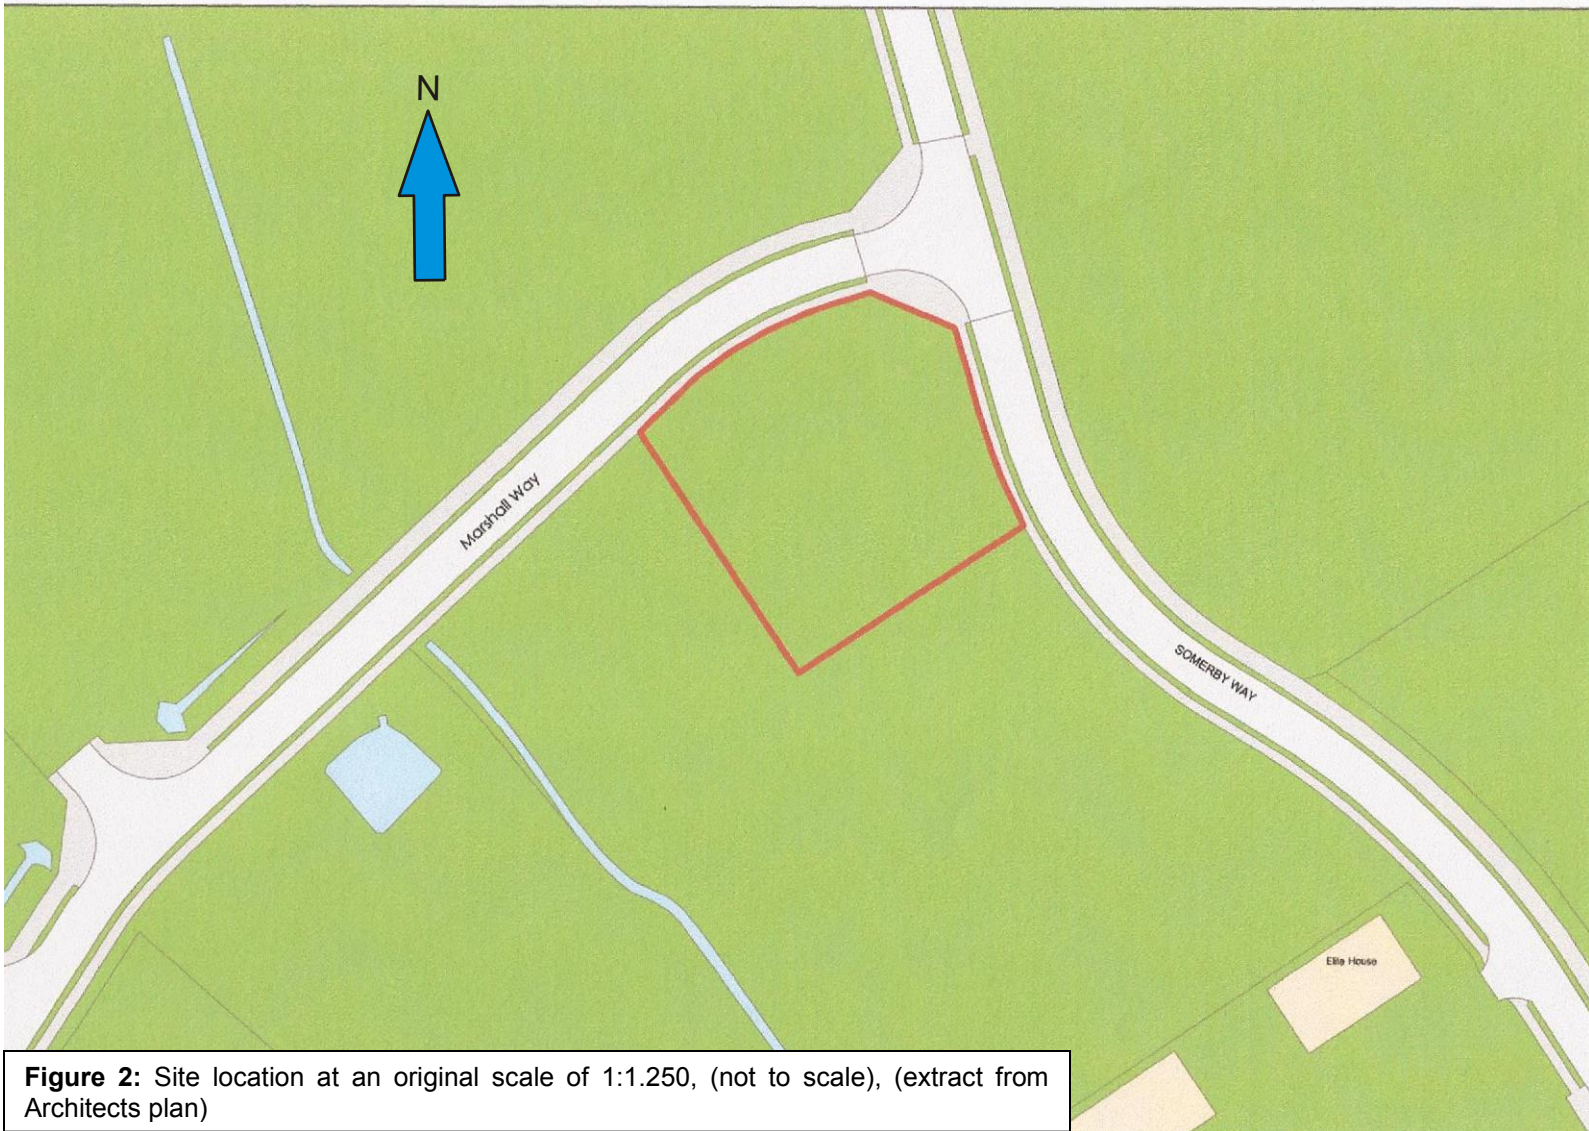 N
Marshall Way
SOMERBY WAY
Elite House
Figure 2: Site location at an original scale of 1:1.250, (not to scale), (extract from
Architects plan)